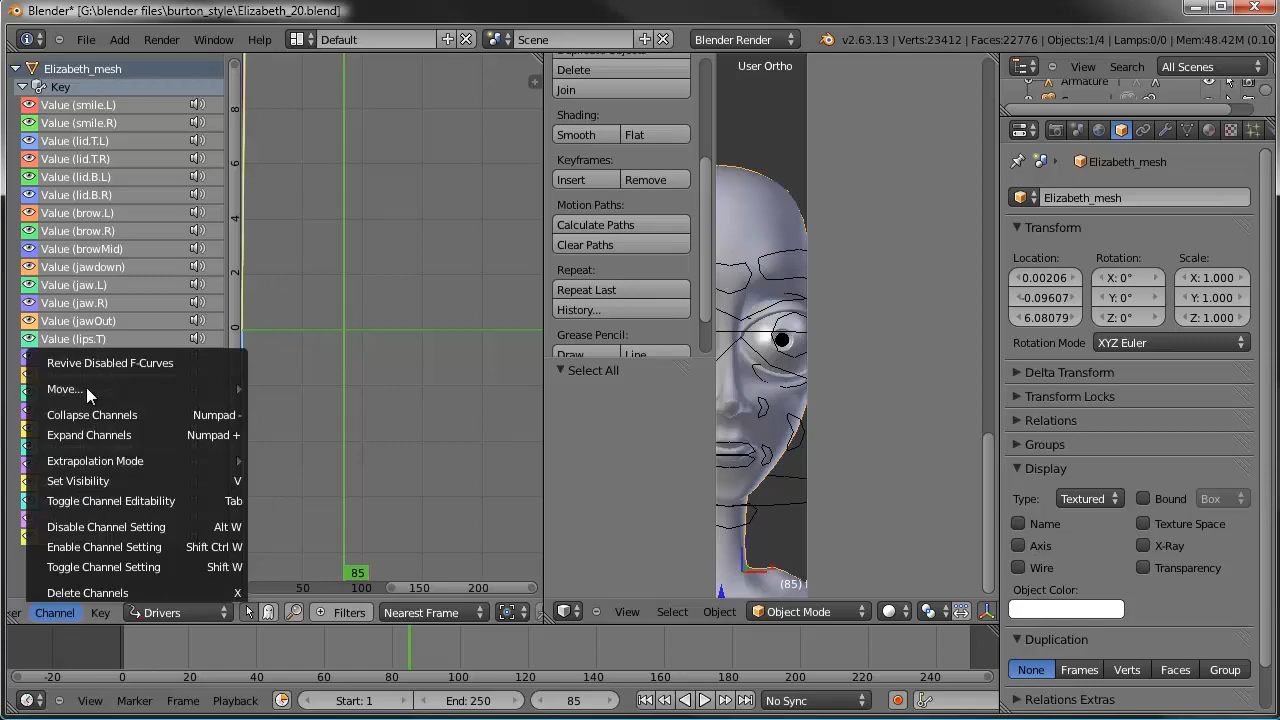 Blender* [G:\blender files\burton_style\Elizabeth_20.blend]
File Add Render Window Help Default Scene Blender Render v2.63.13 | Verts:23412 | Faces:22776 | Objects:1/4 | Lamps:0/0 | Mem:48.42M (0.10
Elizabeth_mesh
Key
Value (smile.L)
Value (smile.R)
Value (lid.T.L)
Value (lid.T.R)
Value (lid.B.L)
Value (lid.B.R)
Value (brow.L)
Value (brow.R)
Value (browMid)
Value (jawdown)
Value (jaw.L)
Value (jaw.R)
Value (jawOut)
Value (lips.T)
Revive Disabled F-Curves
Move...
Collapse Channels Numpad -
Expand Channels Numpad +
Extrapolation Mode
Set Visibility V
Toggle Channel Editability Tab
Disable Channel Setting Alt W
Enable Channel Setting Shift Ctrl W
Toggle Channel Setting Shift W
Delete Channels X
8
6
4
2
0
85
50 100 150 200
Channel Key Drivers Filters Nearest Frame
Delete
Join
Shading:
Smooth Flat
Keyframes:
Insert Remove
Motion Paths:
Calculate Paths
Clear Paths
Repeat:
Repeat Last
History...
Grease Pencil:
Draw Line
Select All
User Ortho
(85)
View Select Object Object Mode
View Search All Scenes
Armature
Elizabeth_mesh
Elizabeth_mesh
Transform
Location: Rotation: Scale:
0.00206 X: 0° X: 1.000
-0.09607 Y: 0° Y: 1.000
6.08079 Z: 0° Z: 1.000
Rotation Mode XYZ Euler
Delta Transform
Transform Locks
Relations
Groups
Display
Type: Textured Bound Box
Name Texture Space
Axis X-Ray
Wire Transparency
Object Color:
Duplication
None Frames Verts Faces Group
Relations Extras
-20 0 20 40 60 80 100 120 140 160 180 200 220 240
View Marker Frame Playback Start: 1 End: 250 85 No Sync